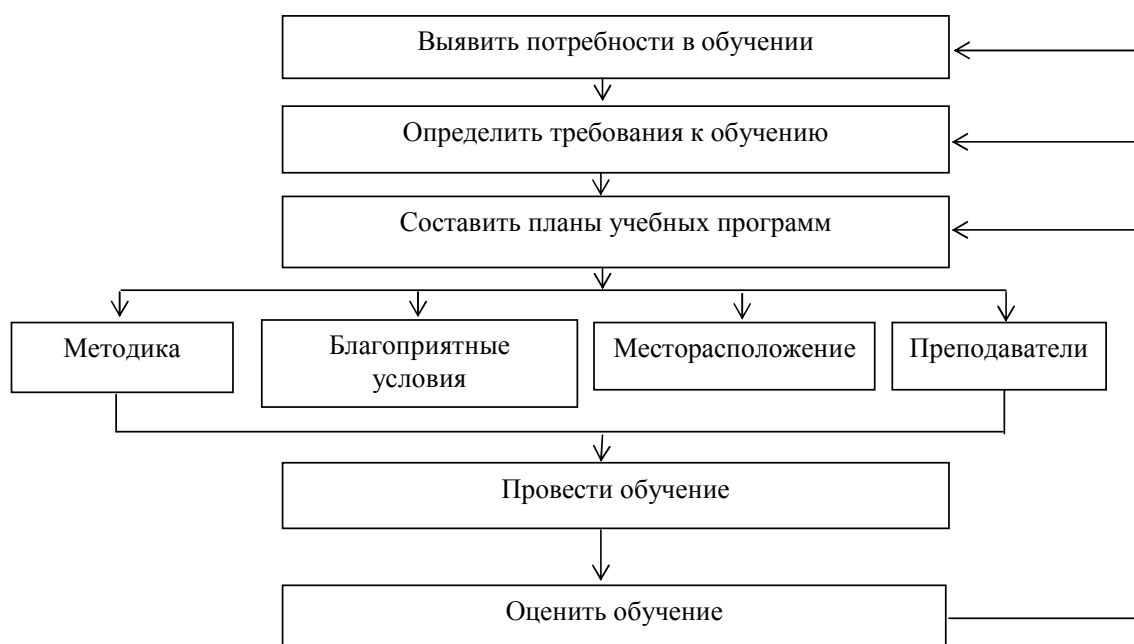 Выявить потребности в обучении
Определить требования к обучению
Составить планы учебных программ
Методика
Благоприятные
условия
Месторасположение
Преподаватели
Провести обучение
Оценить обучение